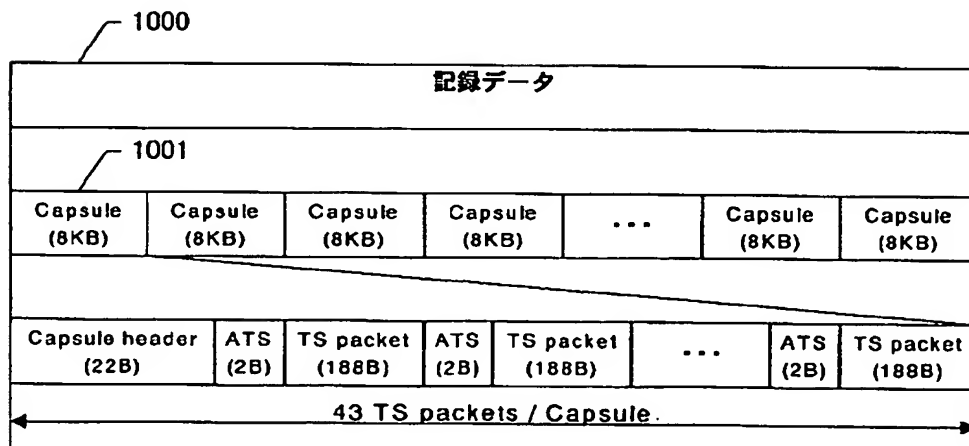 1000
記録データ
1001
Capsule Capsule Capsule Capsule ... Capsule Capsule
(8KB) (8KB) (8KB) (8KB) (8KB) (8KB)
Capsule header ATS TS packet ATS TS packet ... ATS TS packet
(22B) (2B) (188B) (2B) (188B) (2B) (188B)
43 TS packets / Capsule